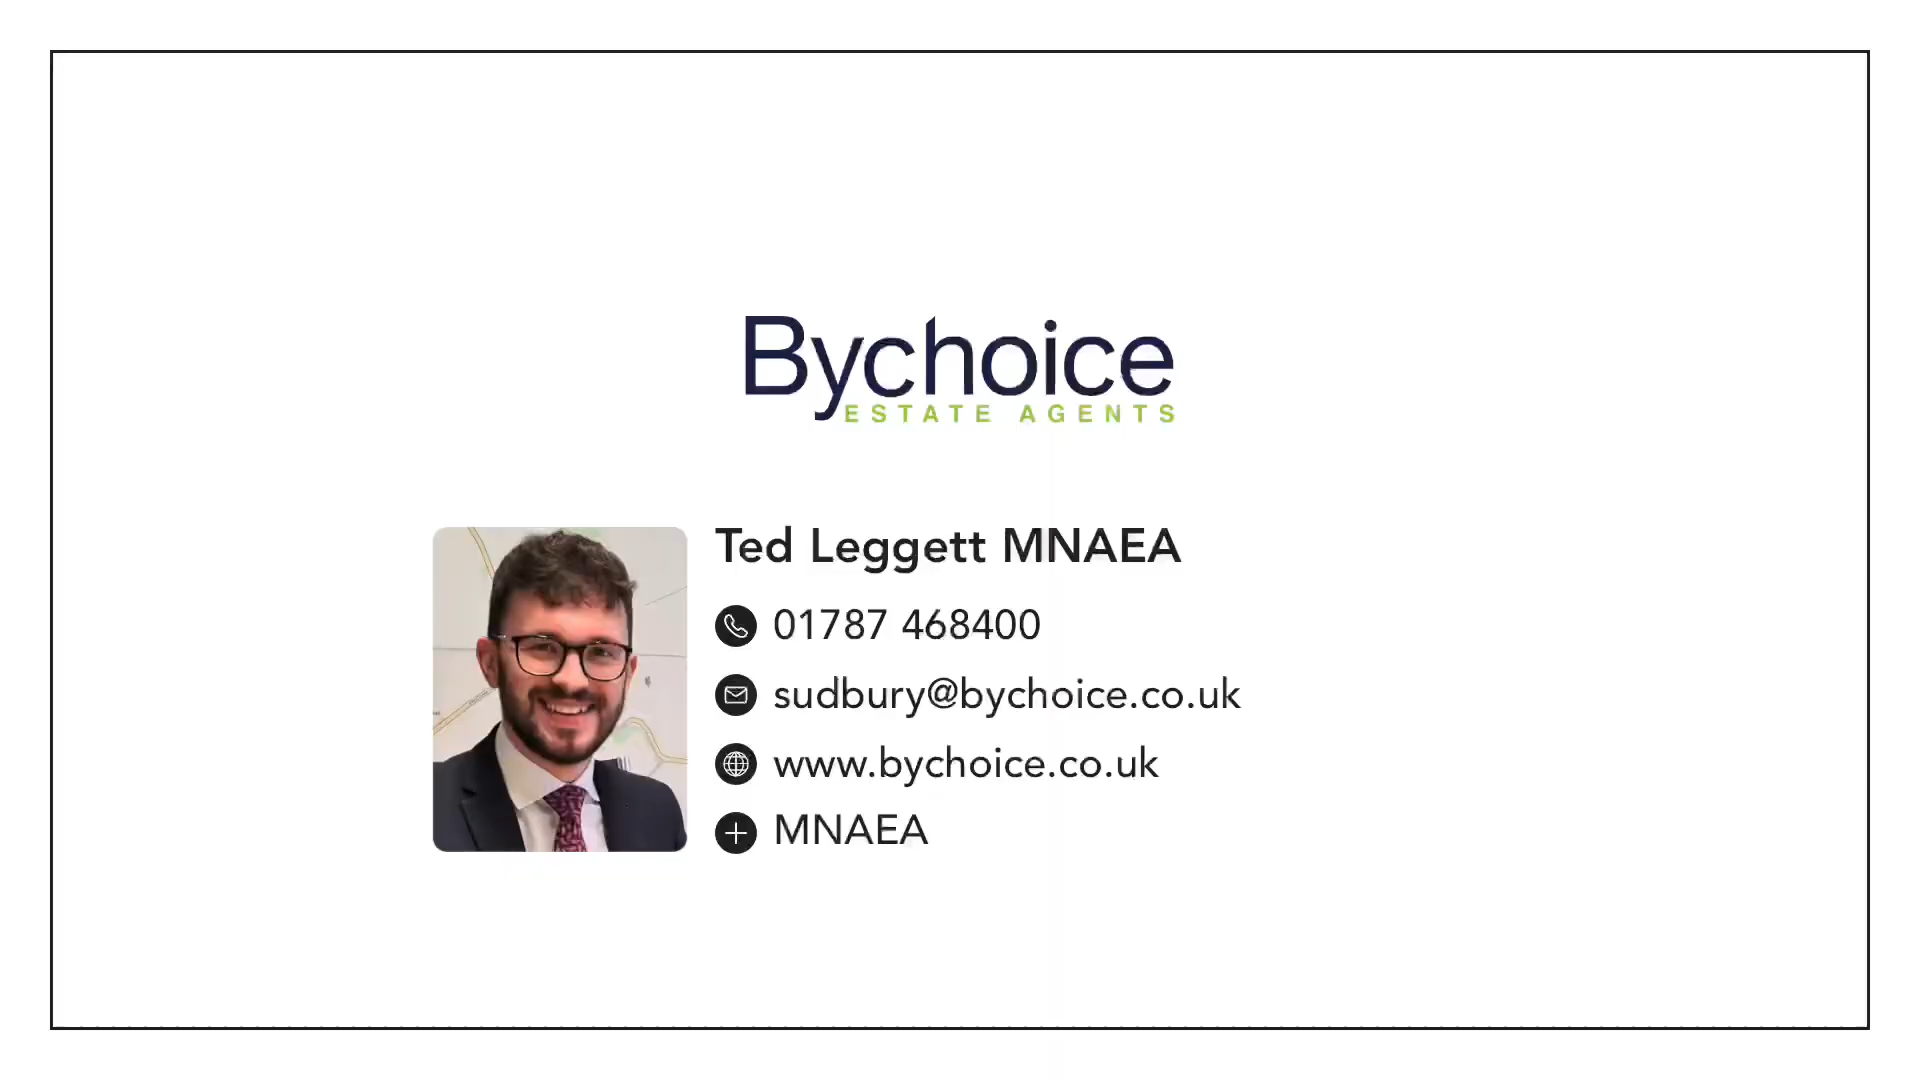 Bychoice
ESTATE AGENTS
Ted Leggett MNAEA
01787 468400
sudbury@bychoice.co.uk
www.bychoice.co.uk
MNAEA